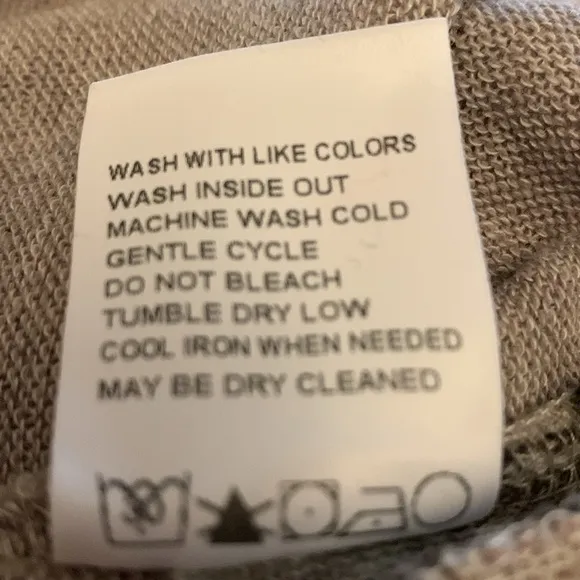 WASH WITH LIKE COLORS
WASH INSIDE OUT
MACHINE WASH COLD
GENTLE CYCLE
DO NOT BLEACH
TUMBLE DRY LOW
COOL IRON WHEN NEEDED
MAY BE DRY CLEANED